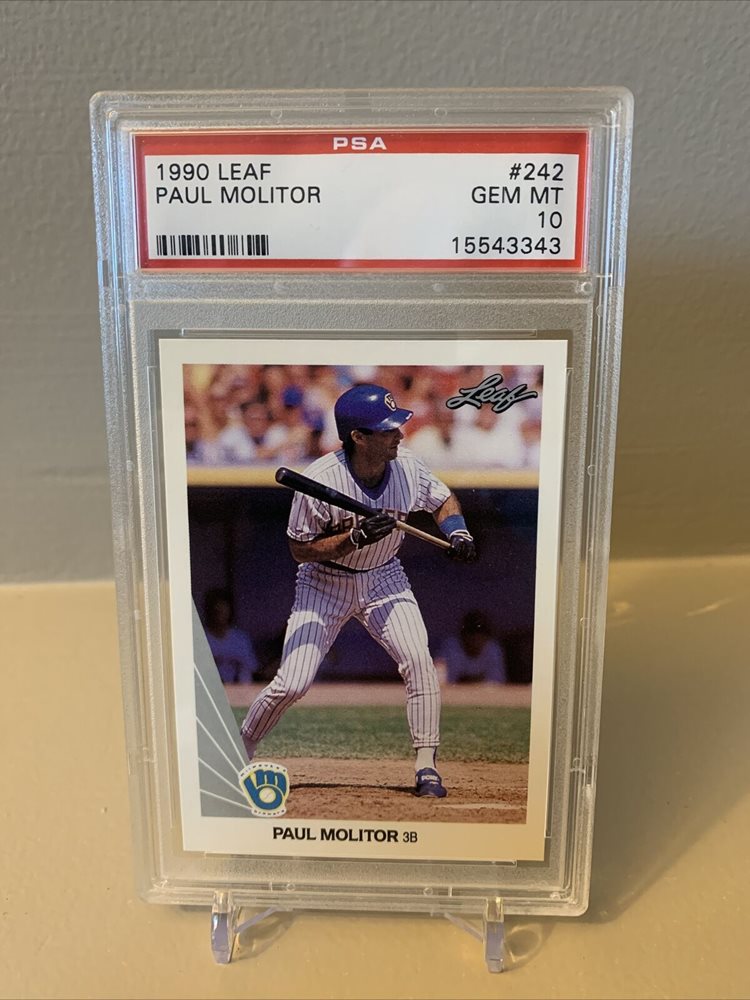 PSA
1990 LEAF #242
PAUL MOLITOR GEM MT
10
15543343
Leaf
PAUL MOLITOR 3B